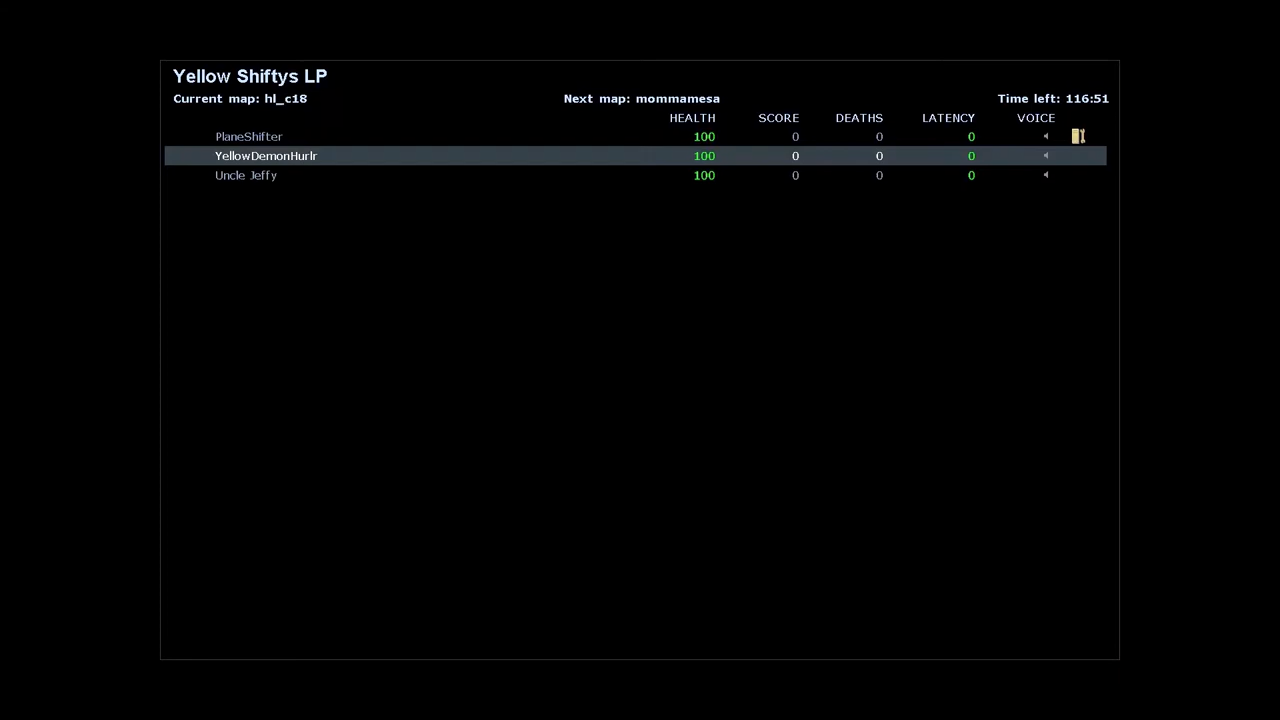 Yellow Shiftys LP
Current map: hl_c18 Next map: mommamesa Time left: 116:51
HEALTH SCORE DEATHS LATENCY VOICE
PlaneShifter 100 0 0 0
YellowDemonHurlr 100 0 0 0
Uncle Jeffy 100 0 0 0